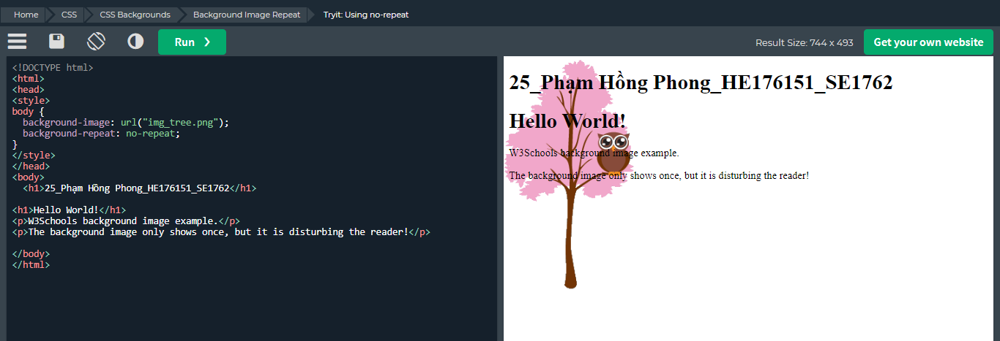 Home CSS CSS Backgrounds Background Image Repeat Tryit: Using no-repeat
Run ❯ Result Size: 744 x 493 Get your own website
<!DOCTYPE html>
<html>
<head>
<style>
body {
  background-image: url("img_tree.png");
  background-repeat: no-repeat;
}
</style>
</head>
<body>
  <h1>25_Phạm Hồng Phong_HE176151_SE1762</h1>

<h1>Hello World!</h1>
<p>W3Schools background image example.</p>
<p>The background image only shows once, but it is disturbing the reader!</p>

</body>
</html>
25_Phạm Hồng Phong_HE176151_SE1762
Hello World!
W3Schools background image example.
The background image only shows once, but it is disturbing the reader!